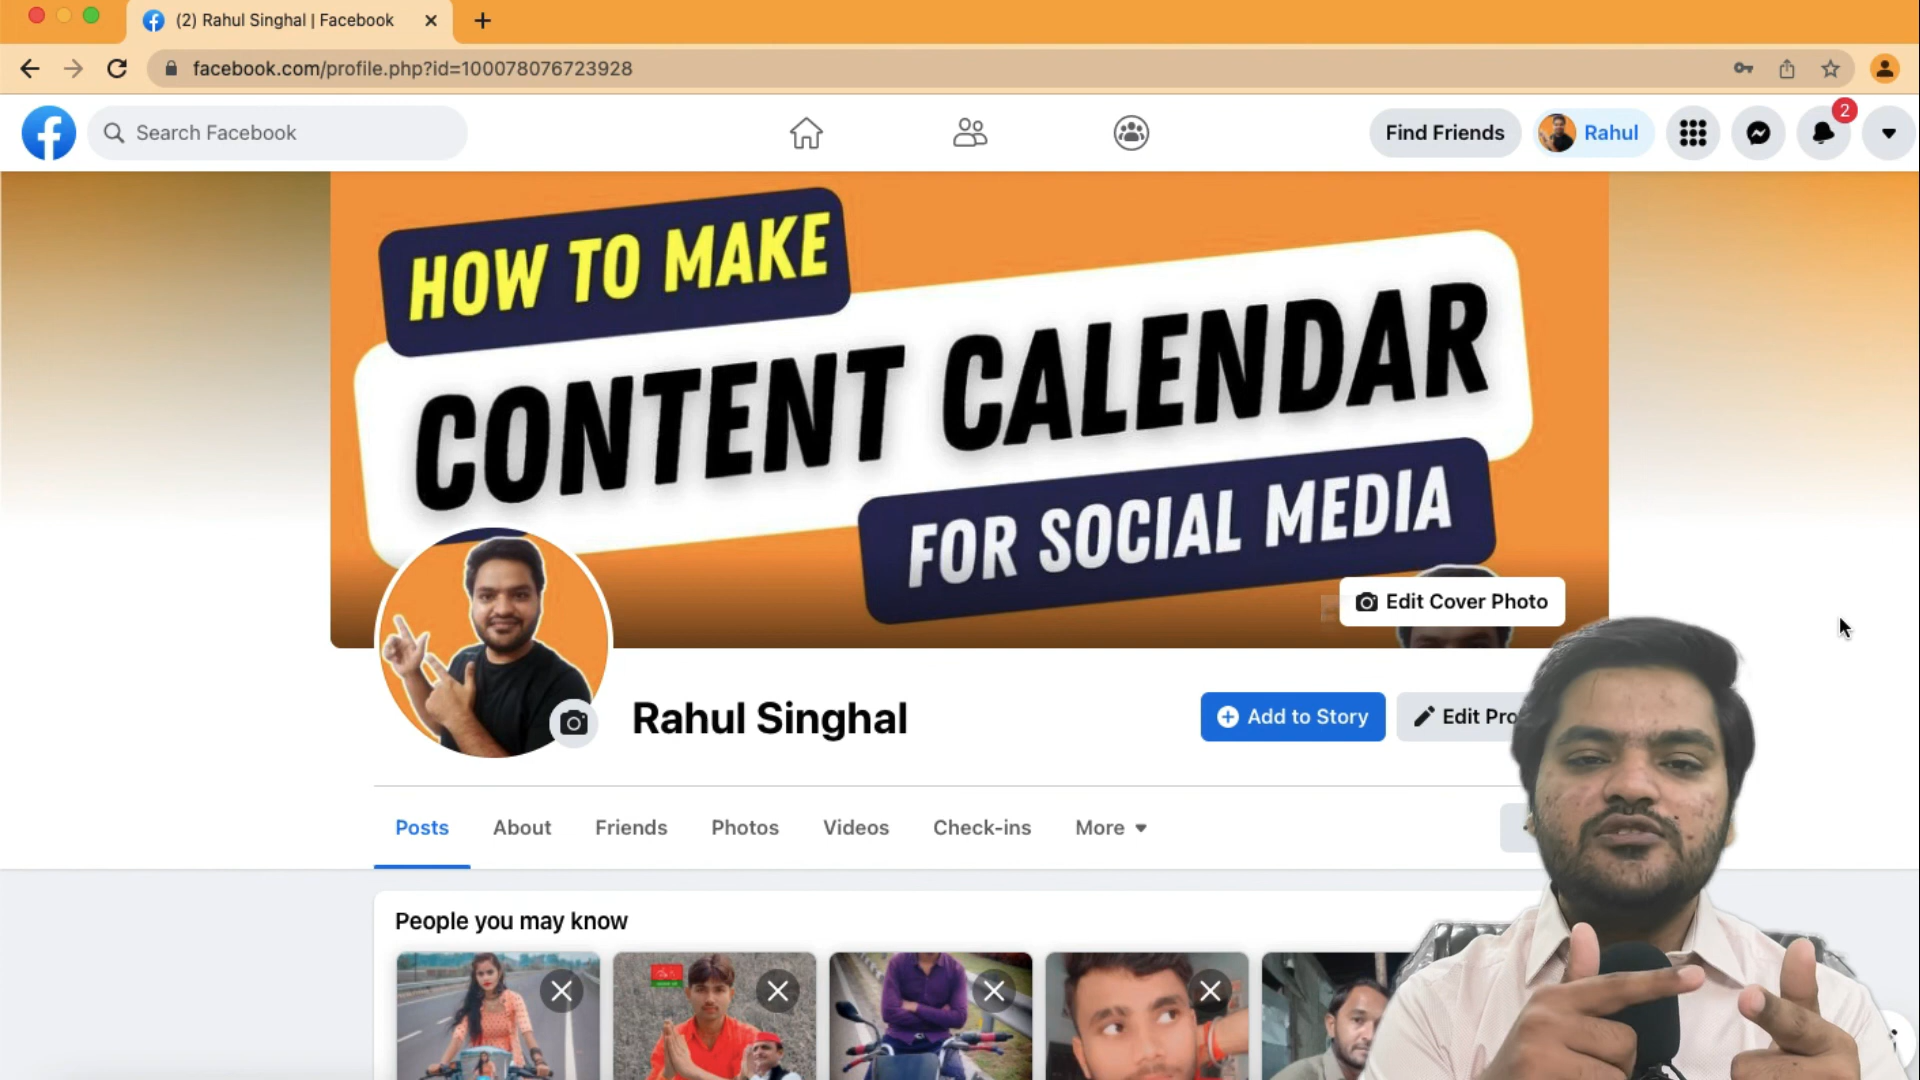 (2) Rahul Singhal | Facebook
facebook.com/profile.php?id=100078076723928
Search Facebook
Find Friends
Rahul
2
HOW TO MAKE
CONTENT CALENDAR
FOR SOCIAL MEDIA
Edit Cover Photo
Rahul Singhal
Add to Story
Edit Pro
Posts
About
Friends
Photos
Videos
Check-ins
More
People you may know